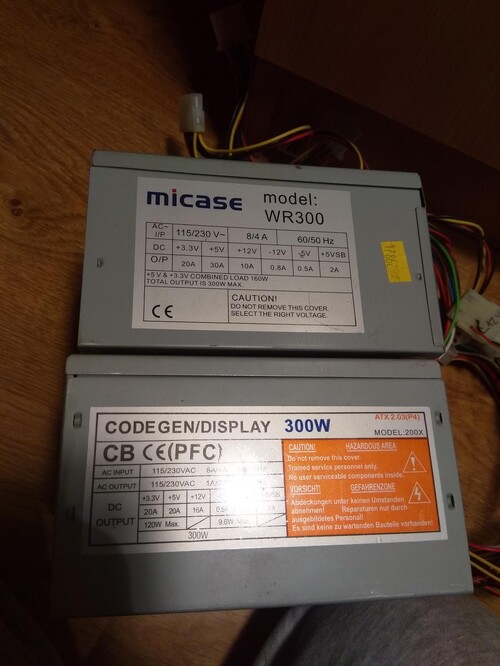 micase
model:
WR300
AC~ I/P 115/230 V~ 8/4 A 60/50 Hz
DC +3.3V +5V +12V -12V -5V +5VSB
O/P 20A 30A 10A 0.8A 0.5A 2A
+5 V & +3.3V COMBINED LOAD 160W
TOTAL OUTPUT IS 300W MAX.
CE
CAUTION!
DO NOT REMOVE THIS COVER.
SELECT THE RIGHT VOLTAGE.
ATX 2.03(P4)
CODEGEN/DISPLAY 300W
MODEL:200X
CB CE(PFC)
AC INPUT 115/230VAC
AC OUTPUT 115/230VAC
DC OUTPUT
+3.3V +5V +12V
20A 20A 16A
120W Max. 9.6W Max.
300W
CAUTION! HAZARDOUS AREA
Do not remove this cover.
Trained service personnel only.
No user serviceable components inside.
VORSICHT! GEFAHRENZONE
Abdeckungen unter keinen Umstanden
abnehmen! Reparaturen nur durch
ausgebildetes Personal!
Es sind keine zu wartenden Bauteile vorhanden!